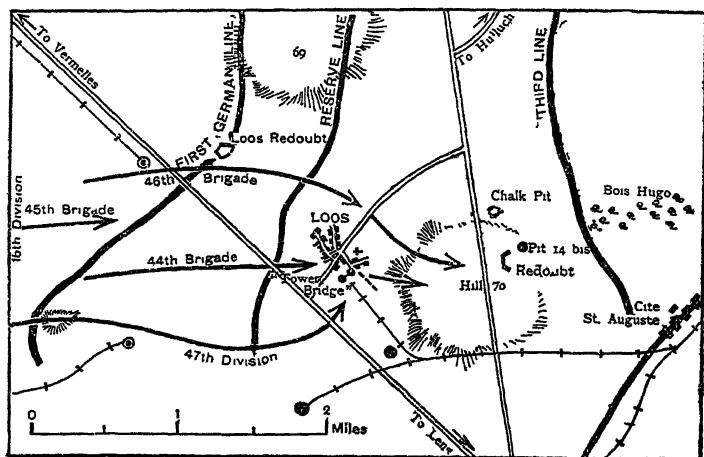 To Vermelles
69
To Hulluch
FIRST GERMAN LINE
RESERVE LINE
THIRD LINE
Loos Redoubt
46th Brigade
16th Division
45th Brigade
Chalk Pit
Bois Hugo
LOOS
44th Brigade
Pit 14 bis
Redoubt
"Tower
Bridge"
Hill 70
Cite
St. Auguste
47th Division
0 1 2
Miles
To Lens